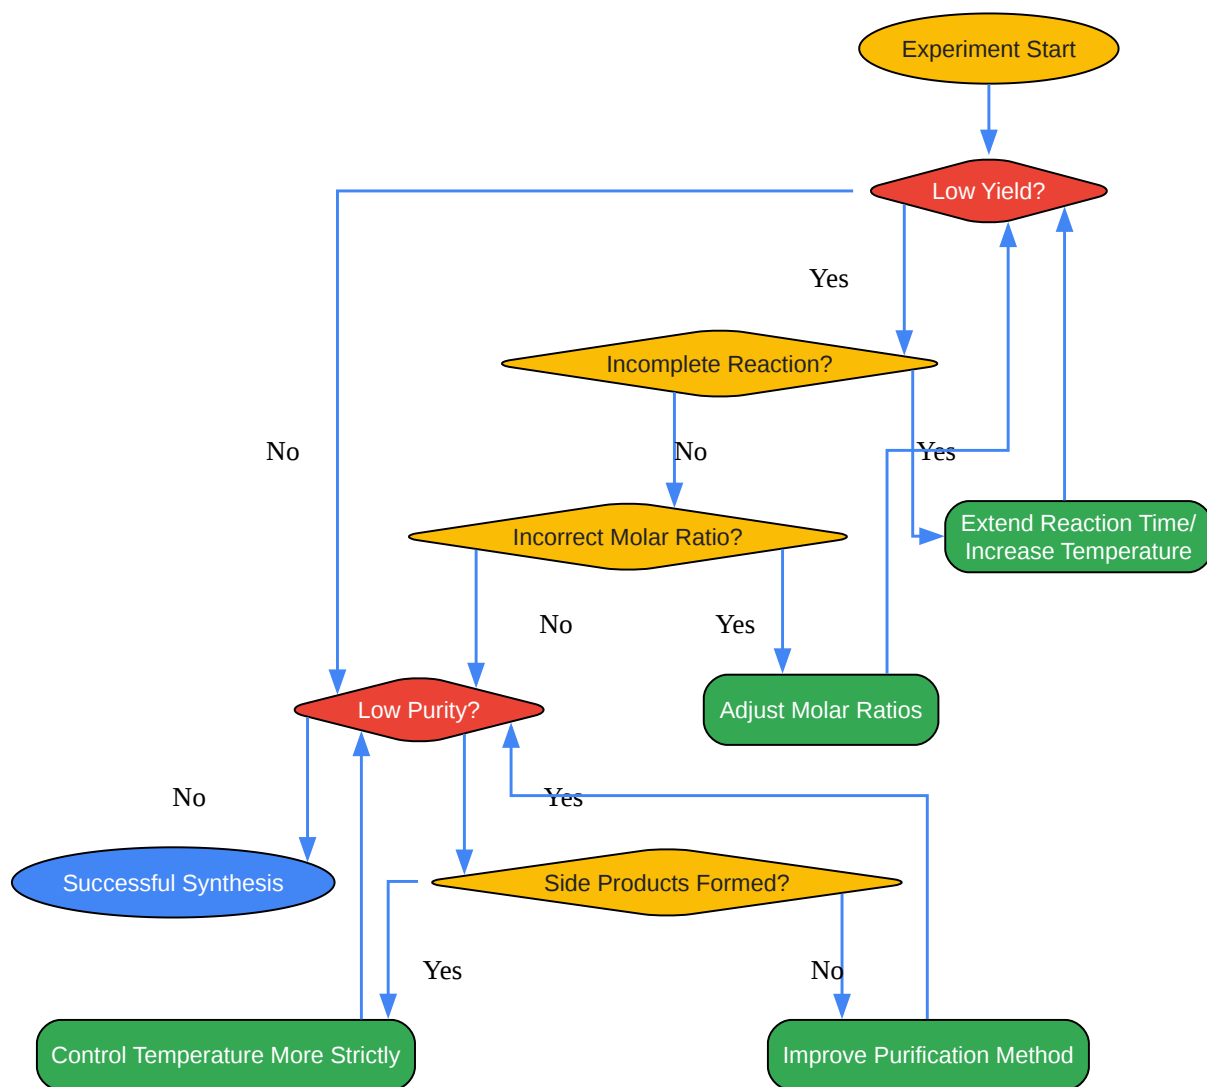 Experiment Start
Low Yield?
Yes
Incomplete Reaction?
No
No
Yes
Extend Reaction Time/
Increase Temperature
Incorrect Molar Ratio?
No
Yes
Low Purity?
Adjust Molar Ratios
No
Yes
Successful Synthesis
Side Products Formed?
Yes
No
Control Temperature More Strictly
Improve Purification Method